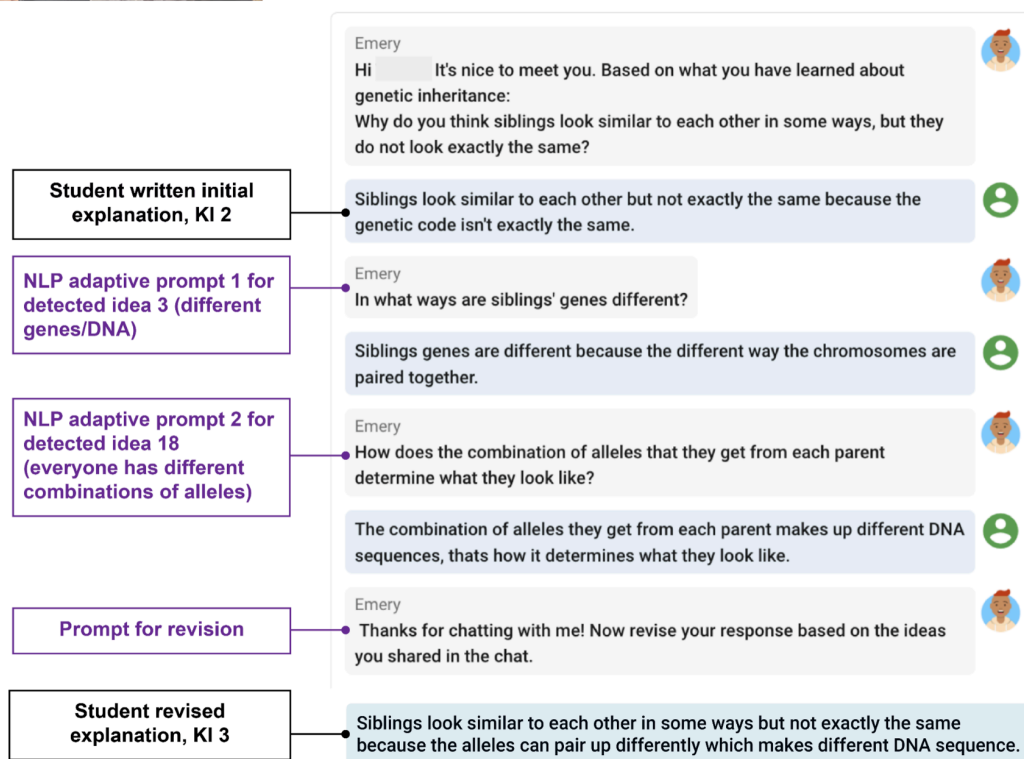 Emery
Hi It's nice to meet you. Based on what you have learned about
genetic inheritance:
Why do you think siblings look similar to each other in some ways, but they
do not look exactly the same?
Student written initial
explanation, KI 2
Siblings look similar to each other but not exactly the same because the
genetic code isn't exactly the same.
NLP adaptive prompt 1 for
detected idea 3 (different
genes/DNA)
Emery
In what ways are siblings' genes different?
Siblings genes are different because the different way the chromosomes are
paired together.
NLP adaptive prompt 2 for
detected idea 18
(everyone has different
combinations of alleles)
Emery
How does the combination of alleles that they get from each parent
determine what they look like?
The combination of alleles they get from each parent makes up different DNA
sequences, thats how it determines what they look like.
Prompt for revision
Emery
Thanks for chatting with me! Now revise your response based on the ideas
you shared in the chat.
Student revised
explanation, KI 3
Siblings look similar to each other in some ways but not exactly the same
because the alleles can pair up differently which makes different DNA sequence.